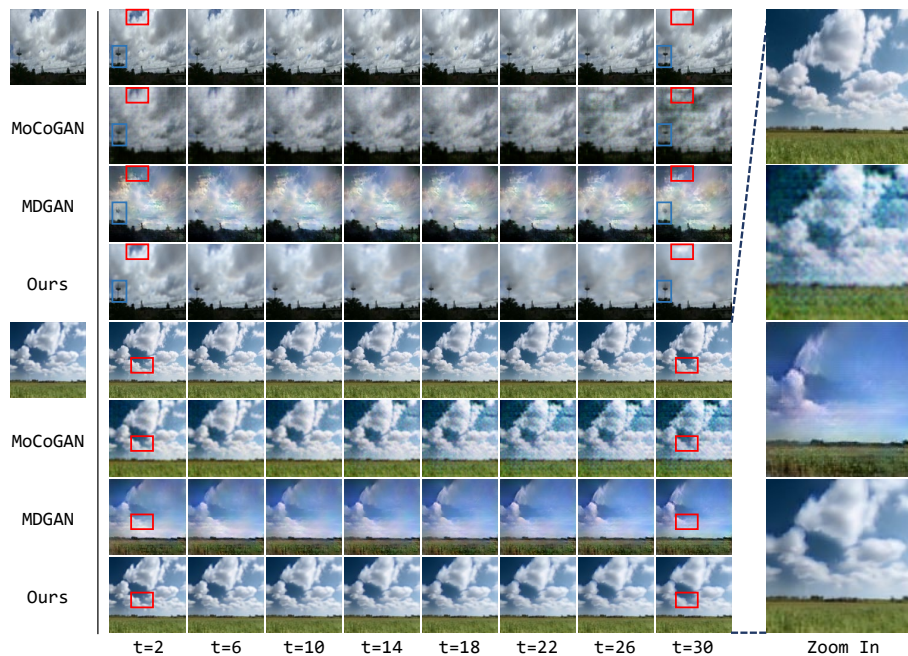 MoCoGAN
MDGAN
Ours
MoCoGAN
MDGAN
Ours
t=2 t=6 t=10 t=14 t=18 t=22 t=26 t=30 Zoom In